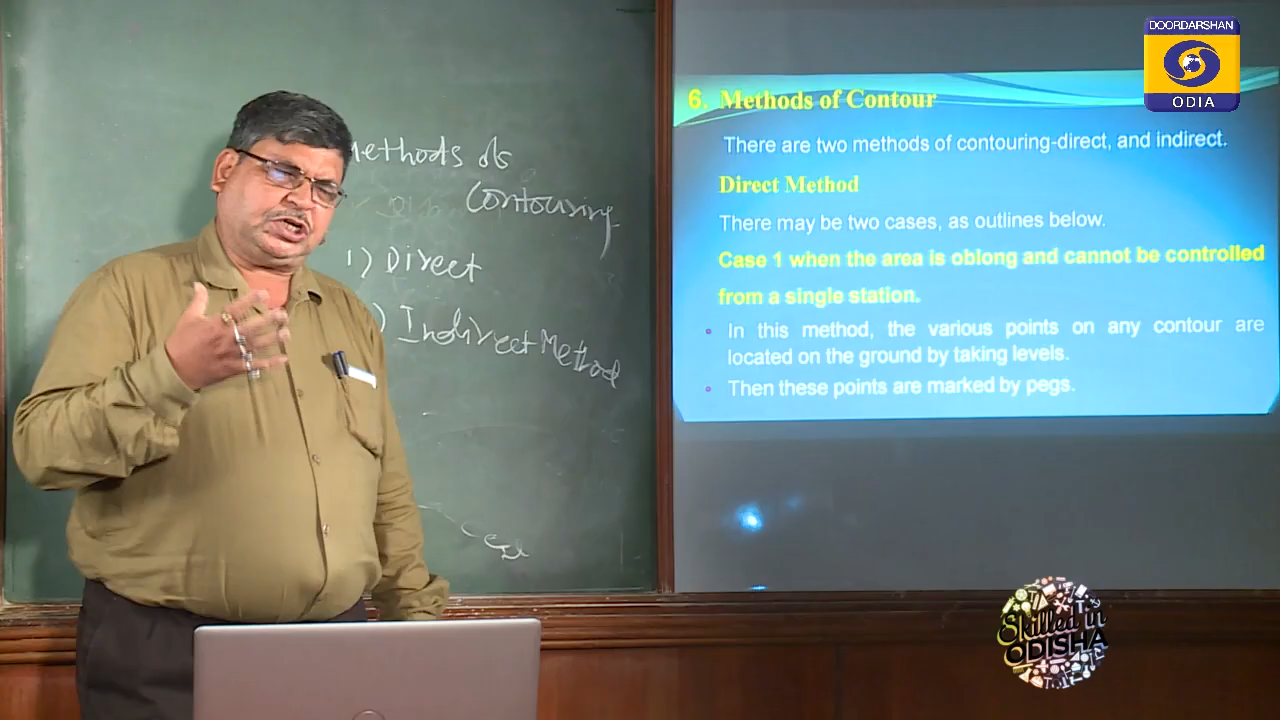 DOORDARSHAN
ODIA
Methods of
Contouring
1) Direct
) Indirect Method
6. Methods of Contour
There are two methods of contouring-direct, and indirect.
Direct Method
There may be two cases, as outlines below.
Case 1 when the area is oblong and cannot be controlled
from a single station.
• In this method, the various points on any contour are
located on the ground by taking levels.
• Then these points are marked by pegs.
Skilled in
ODISHA